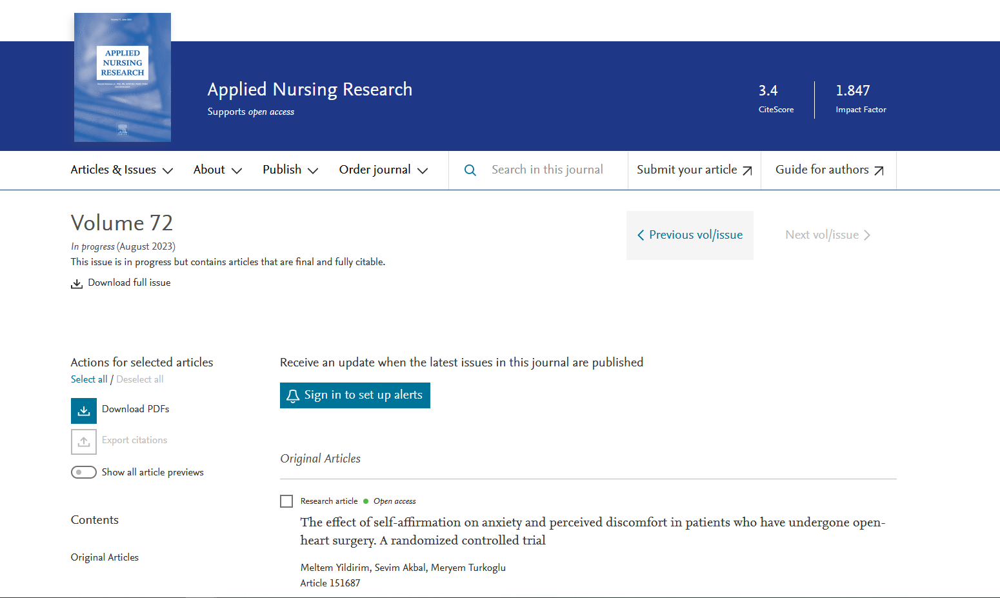 Volume 71, June 2023
APPLIED
NURSING
RESEARCH
Applied Nursing Research
Supports open access
3.4
CiteScore
1.847
Impact Factor
Articles & Issues
About
Publish
Order journal
Search in this journal
Submit your article
Guide for authors
Volume 72
In progress (August 2023)
This issue is in progress but contains articles that are final and fully citable.
Download full issue
Previous vol/issue
Next vol/issue
Actions for selected articles
Select all / Deselect all
Download PDFs
Export citations
Show all article previews
Contents
Original Articles
Receive an update when the latest issues in this journal are published
Sign in to set up alerts
Original Articles
Research article
Open access
The effect of self-affirmation on anxiety and perceived discomfort in patients who have undergone open-
heart surgery. A randomized controlled trial
Meltem Yildirim, Sevim Akbal, Meryem Turkoglu
Article 151687